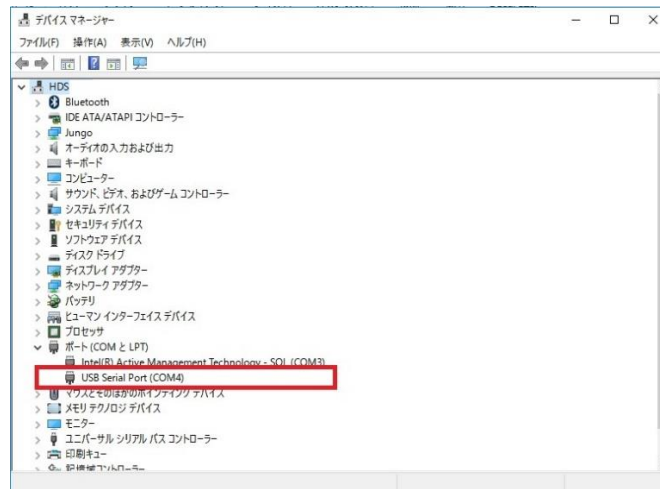 デバイス マネージャー
ファイル(F) 操作(A) 表示(V) ヘルプ(H)
HDS
Bluetooth
IDE ATA/ATAPI コントローラー
Jungo
オーディオの入力および出力
キーボード
コンピューター
サウンド、ビデオ、およびゲーム コントローラー
システム デバイス
セキュリティ デバイス
ソフトウェア デバイス
ディスク ドライブ
ディスプレイ アダプター
ネットワーク アダプター
バッテリ
ヒューマン インターフェイス デバイス
プロセッサ
ポート (COM と LPT)
Intel(R) Active Management Technology - SOL (COM3)
USB Serial Port (COM4)
マウスとそのほかのポインティング デバイス
メモリ テクノロジ デバイス
モニター
ユニバーサル シリアル バス コントローラー
印刷キュー
記憶域コントローラー